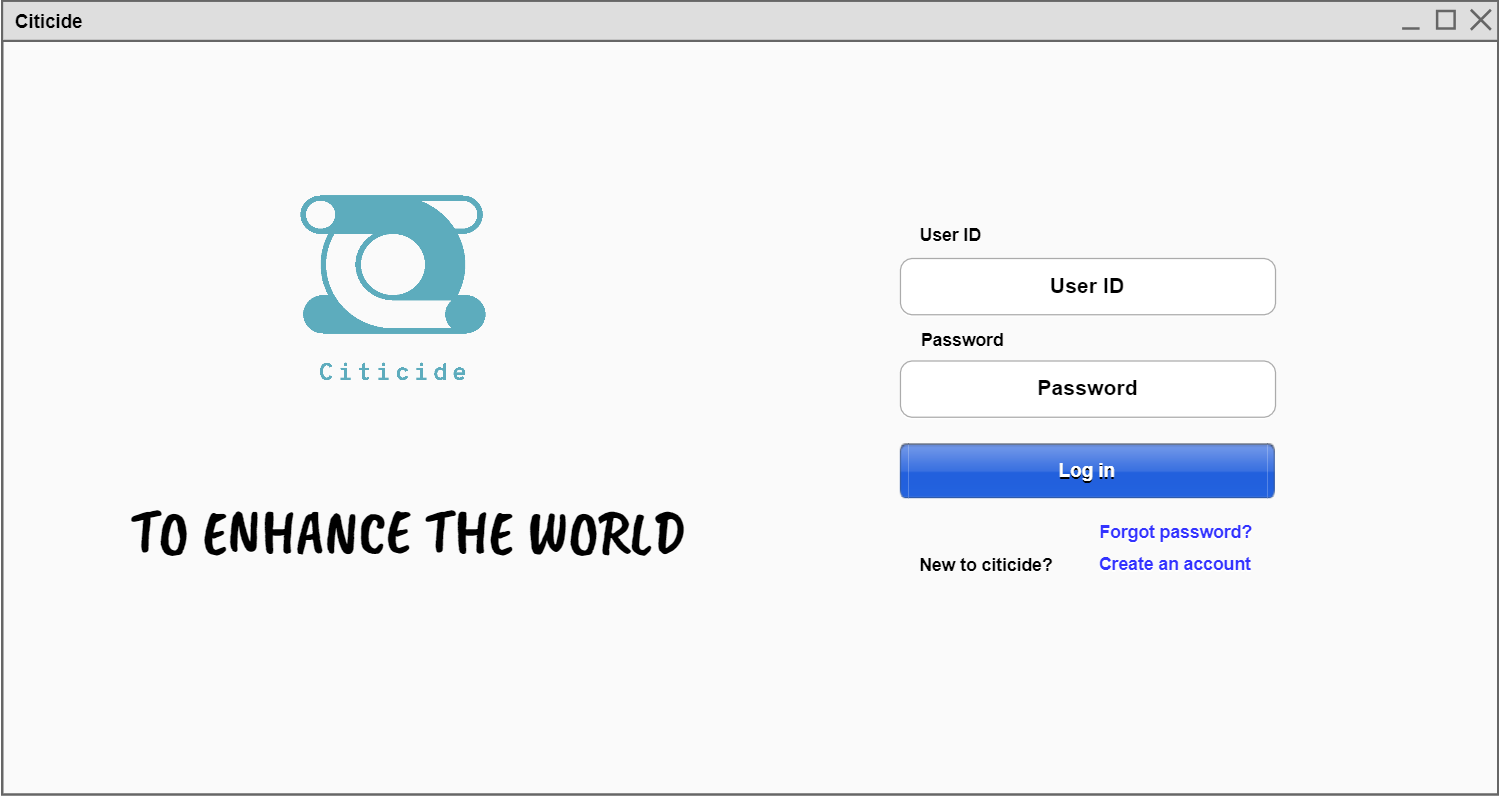 Citicide
Citicide
TO ENHANCE THE WORLD
User ID
User ID
Password
Password
Log in
Forgot password?
New to citicide? Create an account